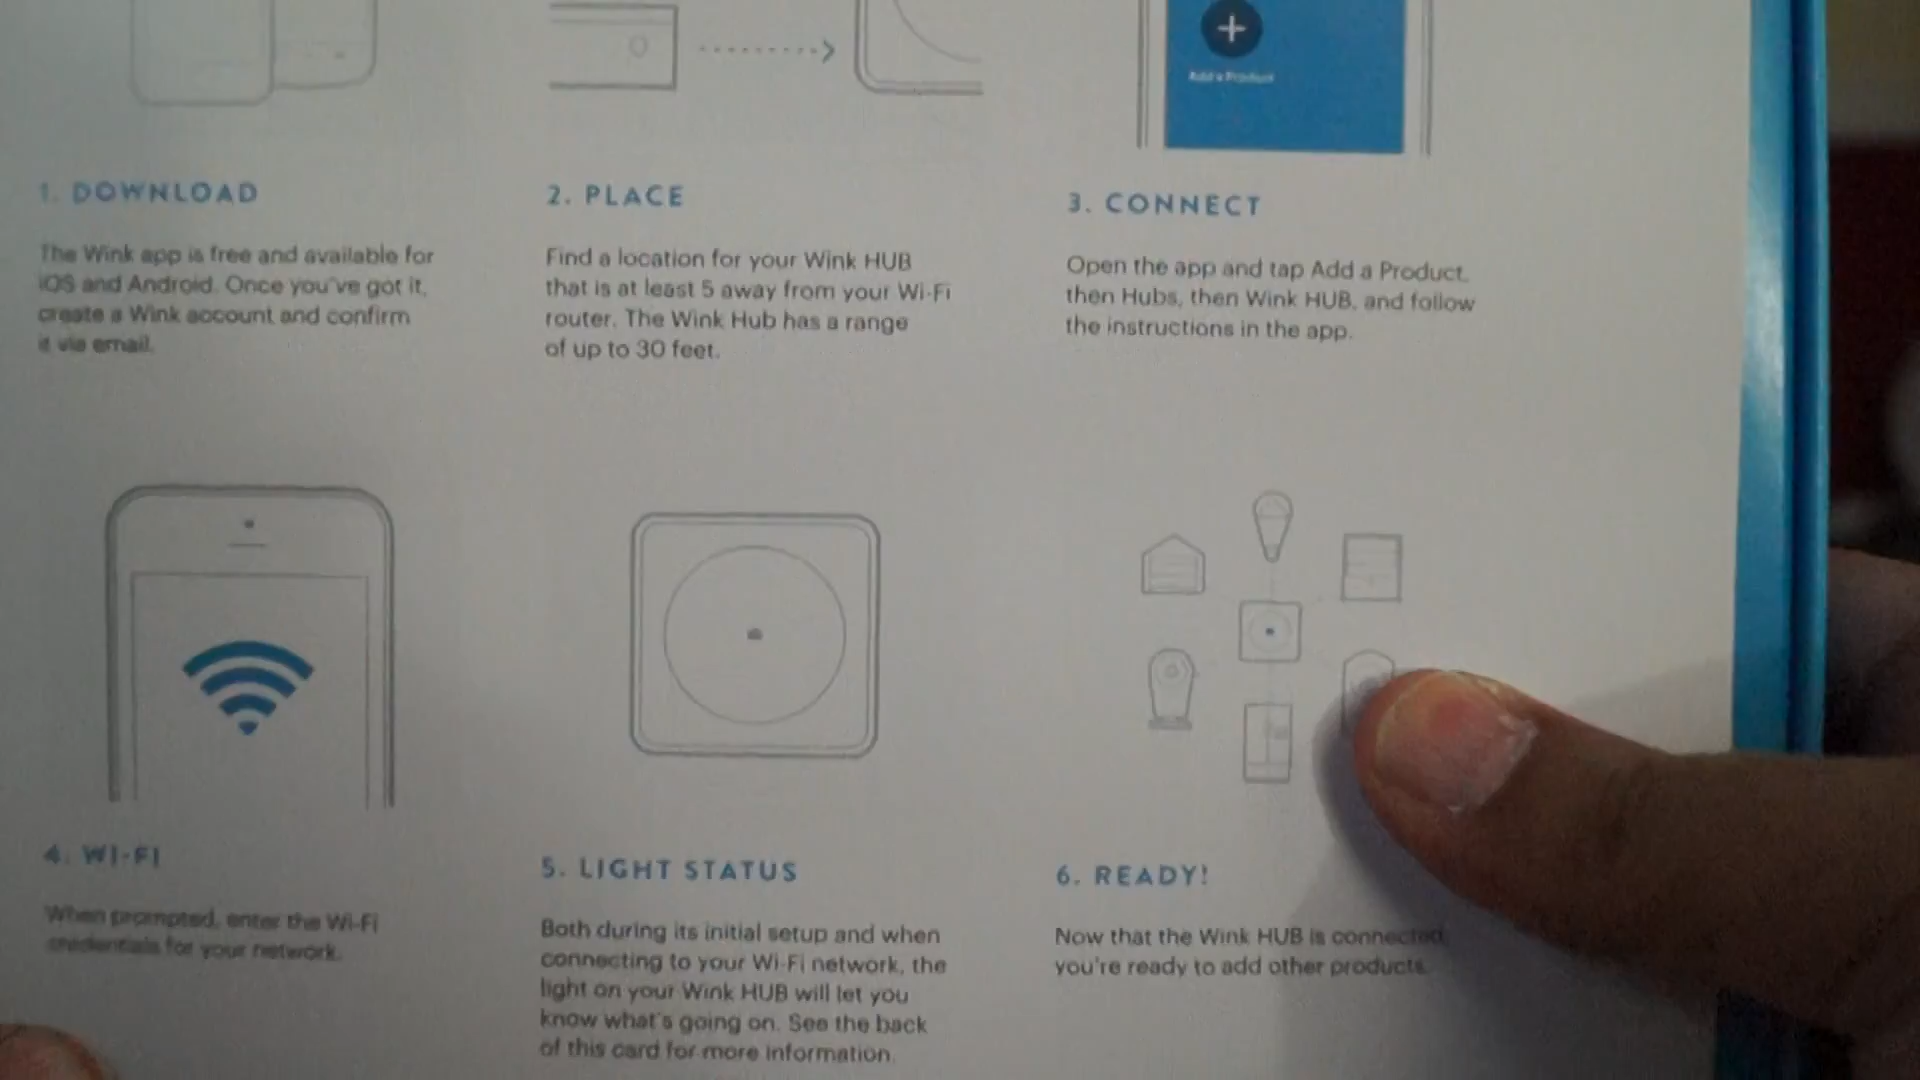 Add a Product
1. DOWNLOAD
The Wink app is free and available for
iOS and Android. Once you've got it,
create a Wink account and confirm
it via email.
2. PLACE
Find a location for your Wink HUB
that is at least 5 away from your Wi-Fi
router. The Wink Hub has a range
of up to 30 feet.
3. CONNECT
Open the app and tap Add a Product,
then Hubs, then Wink HUB, and follow
the instructions in the app.
4. WI-FI
When prompted, enter the Wi-Fi
credentials for your network.
5. LIGHT STATUS
Both during its initial setup and when
connecting to your Wi-Fi network, the
light on your Wink HUB will let you
know what's going on. See the back
of this card for more information.
6. READY!
Now that the Wink HUB is connected,
you're ready to add other products.